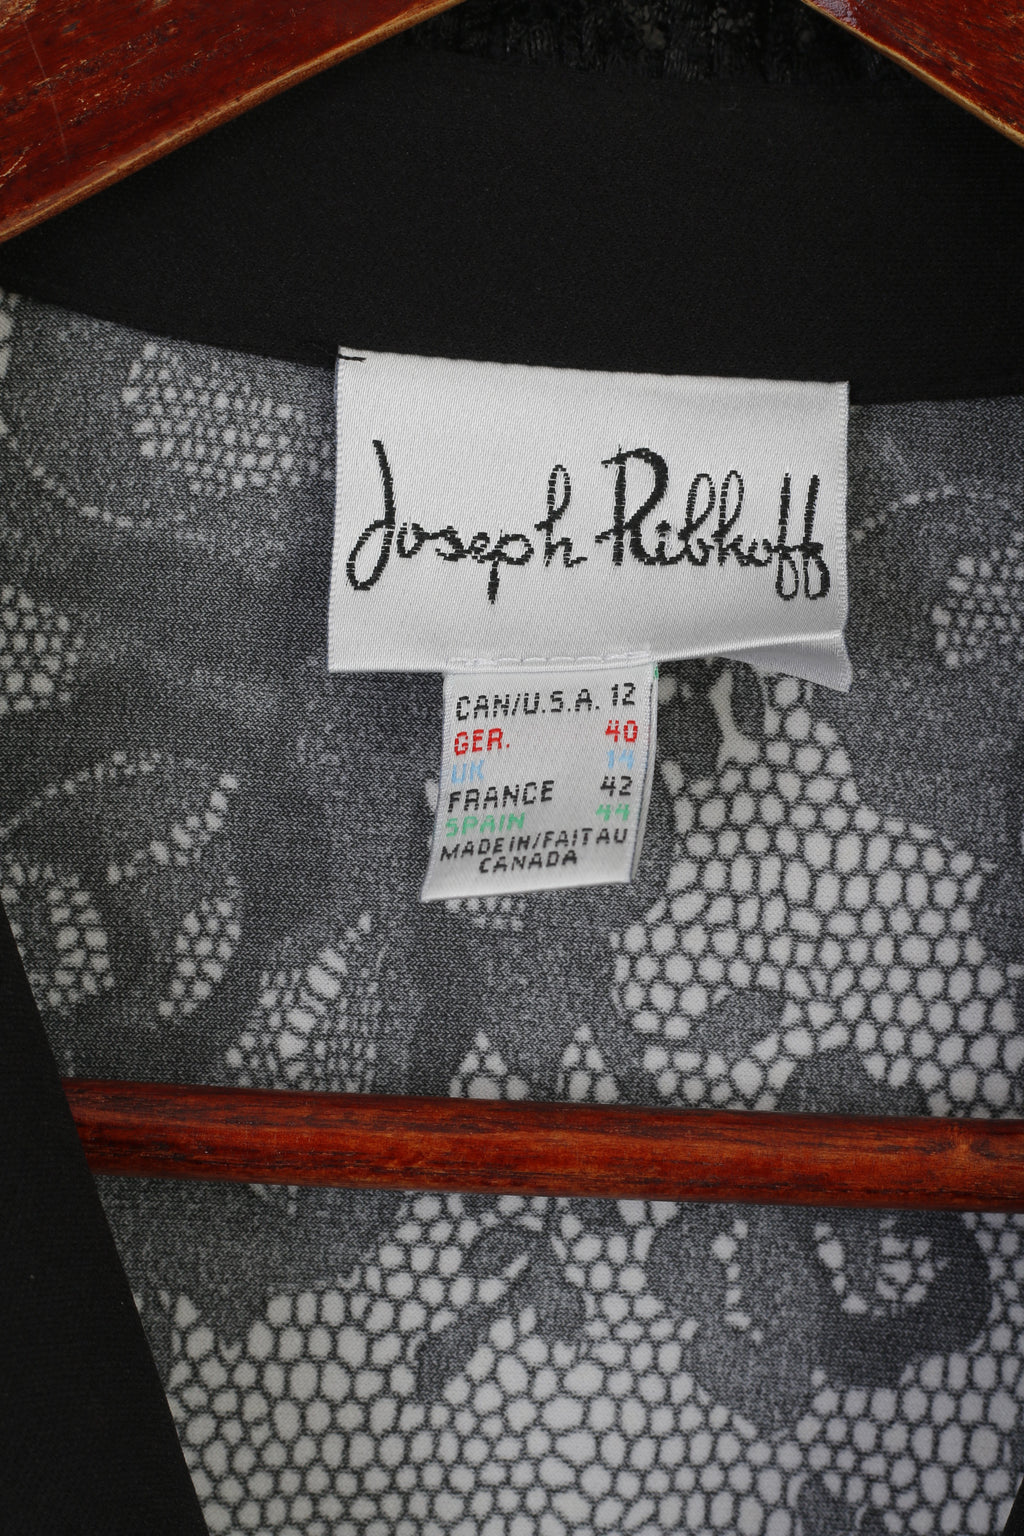 Joseph Ribkoff
CAN/U.S.A. 12
GER. 40
UK 14
FRANCE 42
SPAIN 44
MADE IN/FAIT AU
CANADA